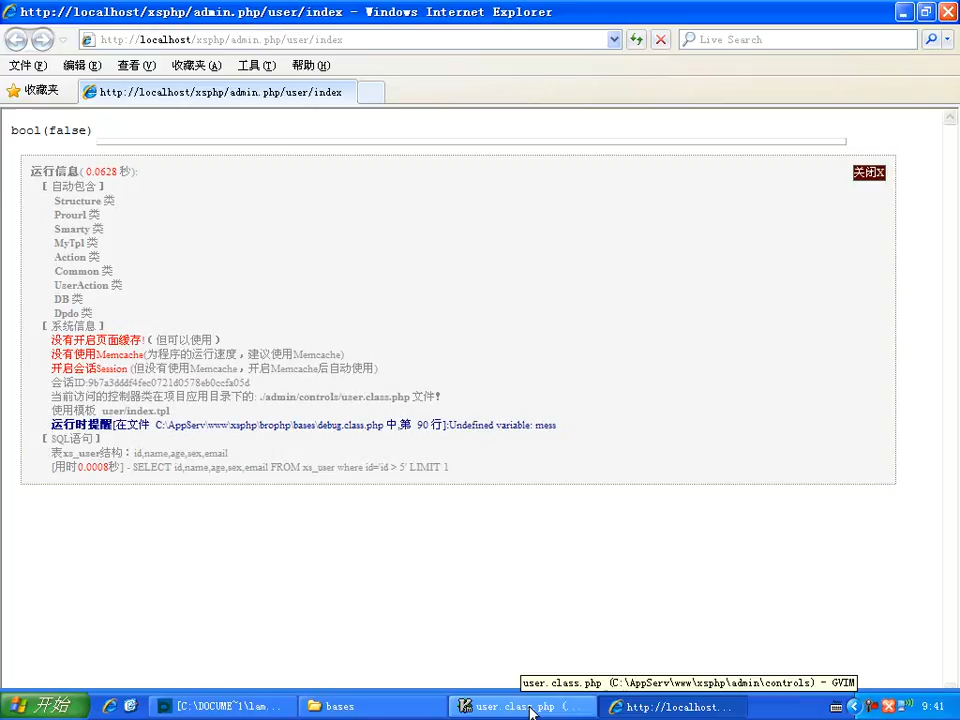 http://localhost/xsphp/admin.php/user/index - Windows Internet Explorer
http://localhost/xsphp/admin.php/user/index
Live Search
文件(F) 编辑(E) 查看(V) 收藏夹(A) 工具(T) 帮助(H)
收藏夹 http://localhost/xsphp/admin.php/user/index
bool(false)
运行信息( 0.0628 秒): 关闭X
[ 自动包含 ]
Structure 类
Prourl 类
Smarty 类
MyTpl 类
Action 类
Common 类
UserAction 类
DB 类
Dpdo 类
[ 系统信息 ]
没有开启页面缓存! ( 但可以使用 )
没有使用Memcache(为程序的运行速度，建议使用Memcache)
开启会话Session (但没有使用Memcache，开启Memcache后自动使用)
会话ID:9b7a3dddf4fec0721d0578eb0ccfa05d
当前访问的控制器类在项目应用目录下的: ./admin/controls/user.class.php 文件！
使用模板 user/index.tpl
运行时提醒[在文件 C:\AppServ\www\xsphp\brophp\bases\debug.class.php 中,第 90 行]:Undefined variable: mess
[ SQL语句 ]
表xs_user结构：id,name,age,sex,email
[用时0.0008秒] - SELECT id,name,age,sex,email FROM xs_user where id='id > 5' LIMIT 1
user.class.php (C:\AppServ\www\xsphp\admin\controls) - GVIM
开始 [C:\DOCUME~1\lam... bases user.class.php (... http://localhost... 9:41